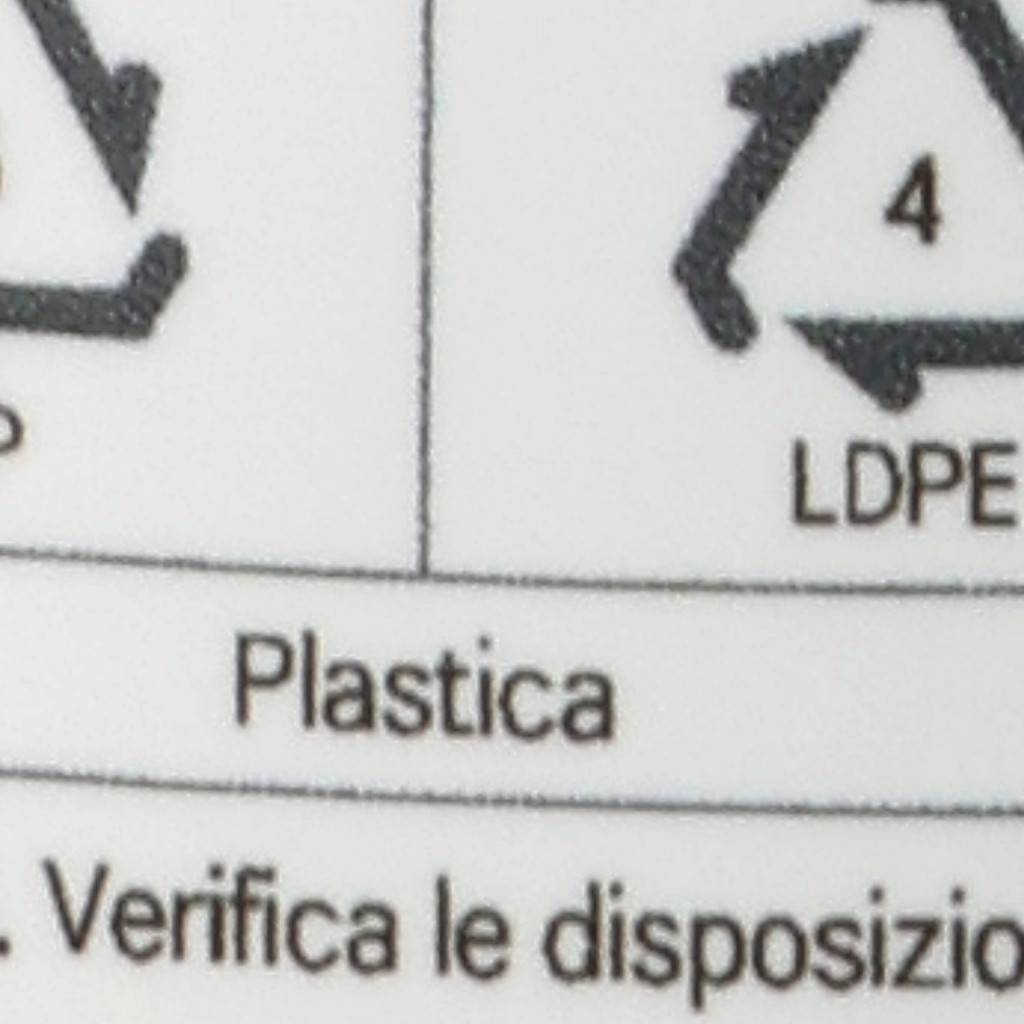 4
LDPE
Plastica
. Verifica le disposizio